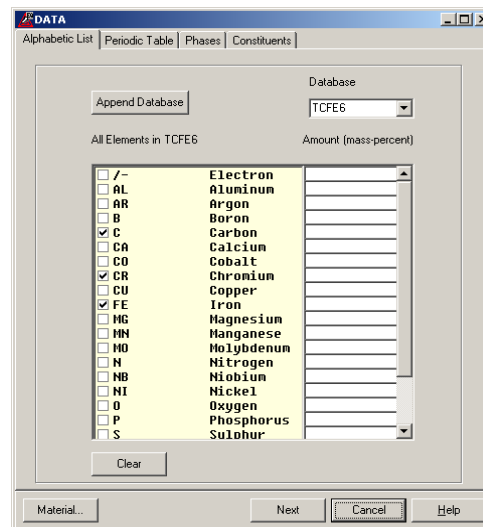 DATA
Alphabetic List Periodic Table Phases Constituents
Database
Append Database TCFE6
All Elements in TCFE6 Amount (mass-percent)
/- Electron
AL Aluminum
AR Argon
B Boron
C Carbon
CA Calcium
CO Cobalt
CR Chromium
CU Copper
FE Iron
MG Magnesium
MN Manganese
MO Molybdenum
N Nitrogen
NB Niobium
NI Nickel
O Oxygen
P Phosphorus
S Sulphur
Clear
Material... Next Cancel Help